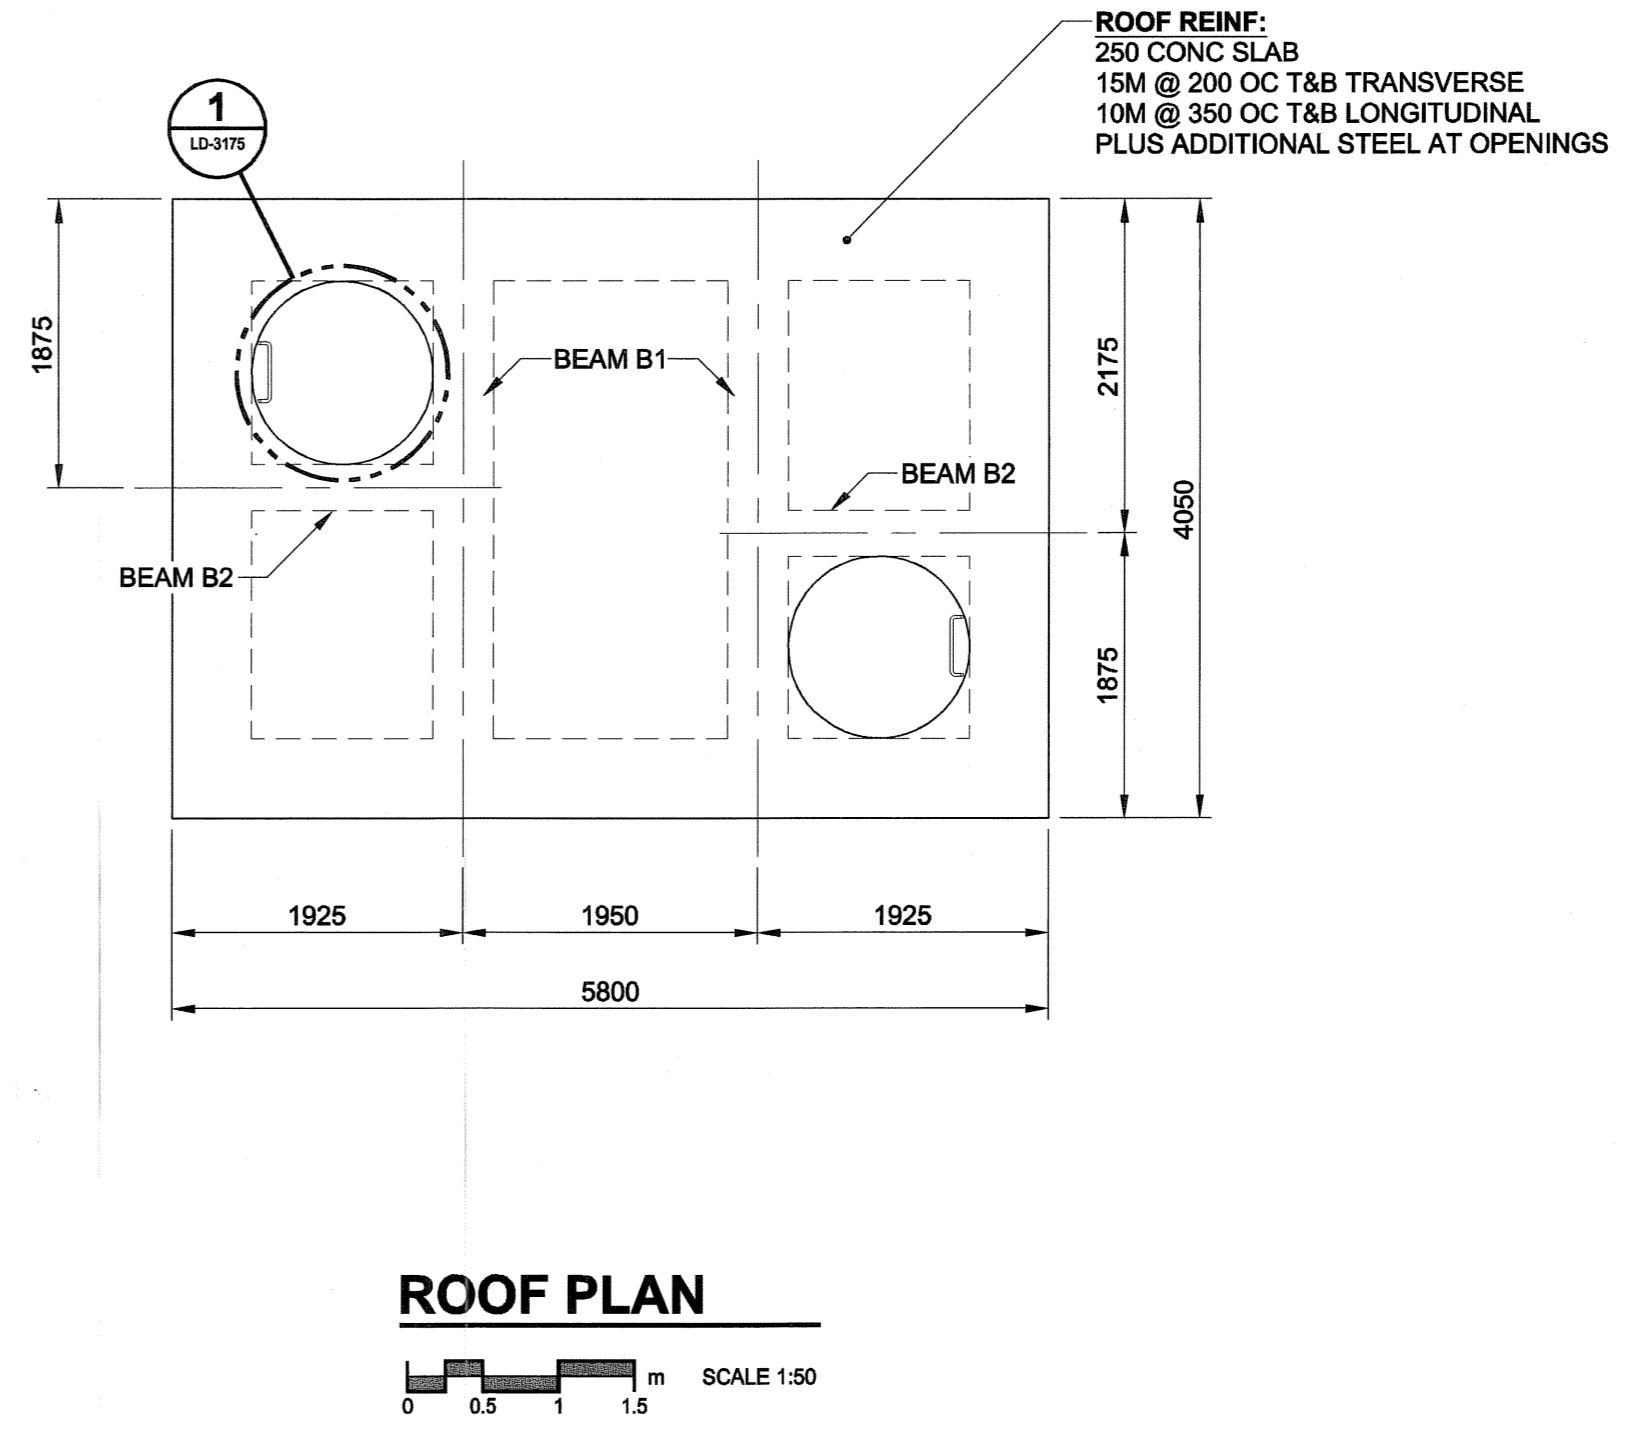 ROOF REINF:
250 CONC SLAB
15M @ 200 OC T&B TRANSVERSE
10M @ 350 OC T&B LONGITUDINAL
PLUS ADDITIONAL STEEL AT OPENINGS
1
LD-3175
1875
BEAM B1
2175
BEAM B2
4050
BEAM B2
1875
1925
1950
1925
5800
ROOF PLAN
m
SCALE 1:50
0
0.5
1
1.5